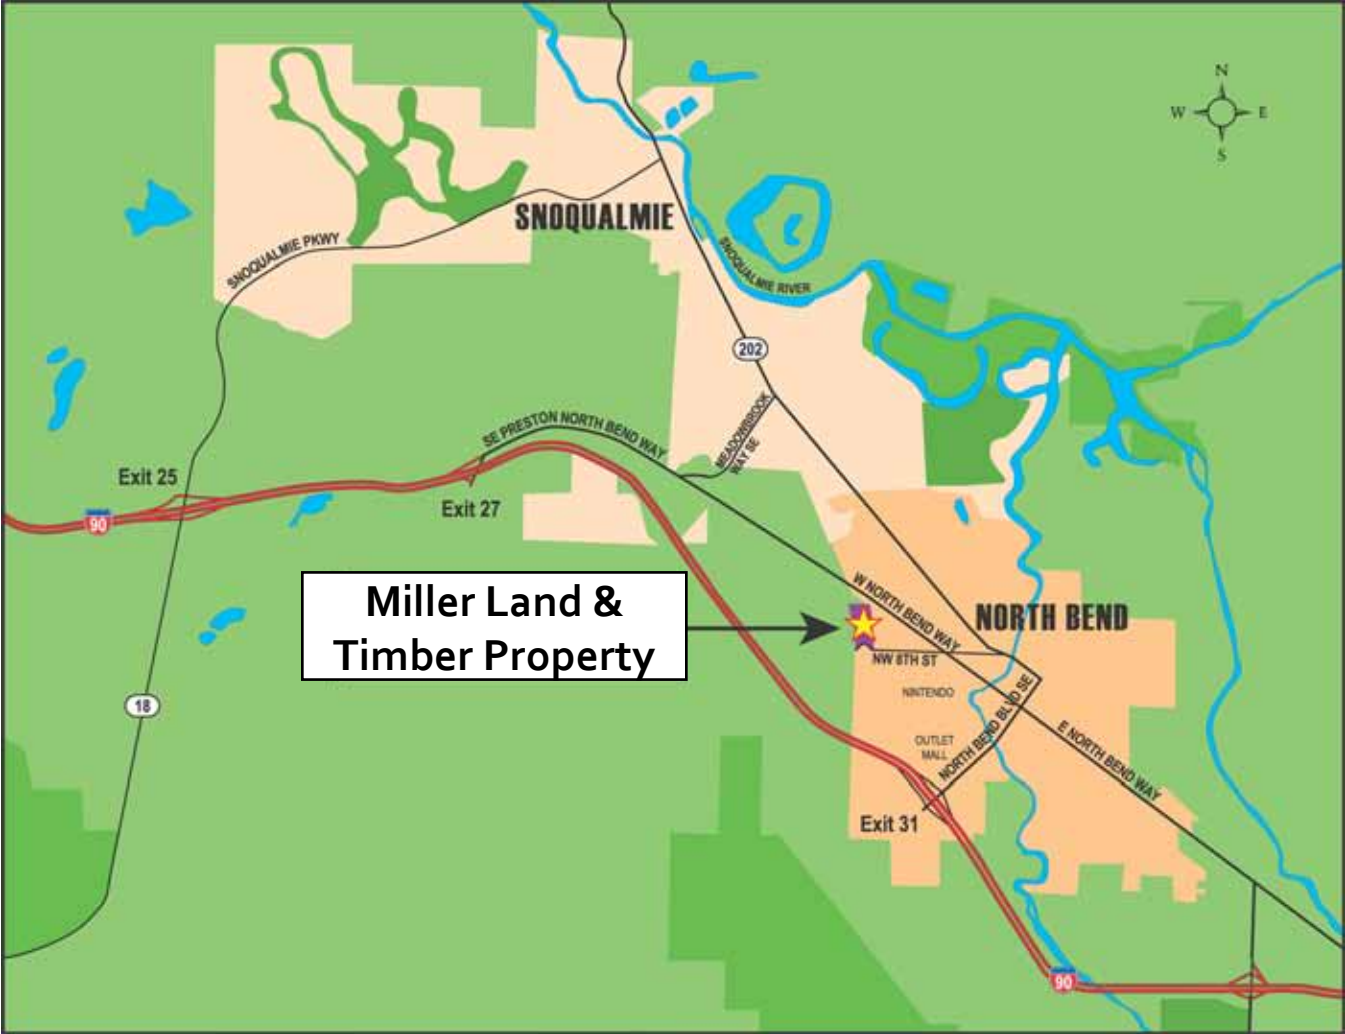 N
W E
S
SNOQUALMIE
SNOQUALMIE PKWY
SNOQUALMIE RIVER
202
SE PRESTON NORTH BEND WAY
MEADOWBROOK
WAY SE
Exit 25
Exit 27
90
Miller Land &
Timber Property
W NORTH BEND WAY
NORTH BEND
NW 8TH ST
NINTENDO
18
OUTLET
MALL
NORTH BEND BLVD SE
E NORTH BEND WAY
Exit 31
90